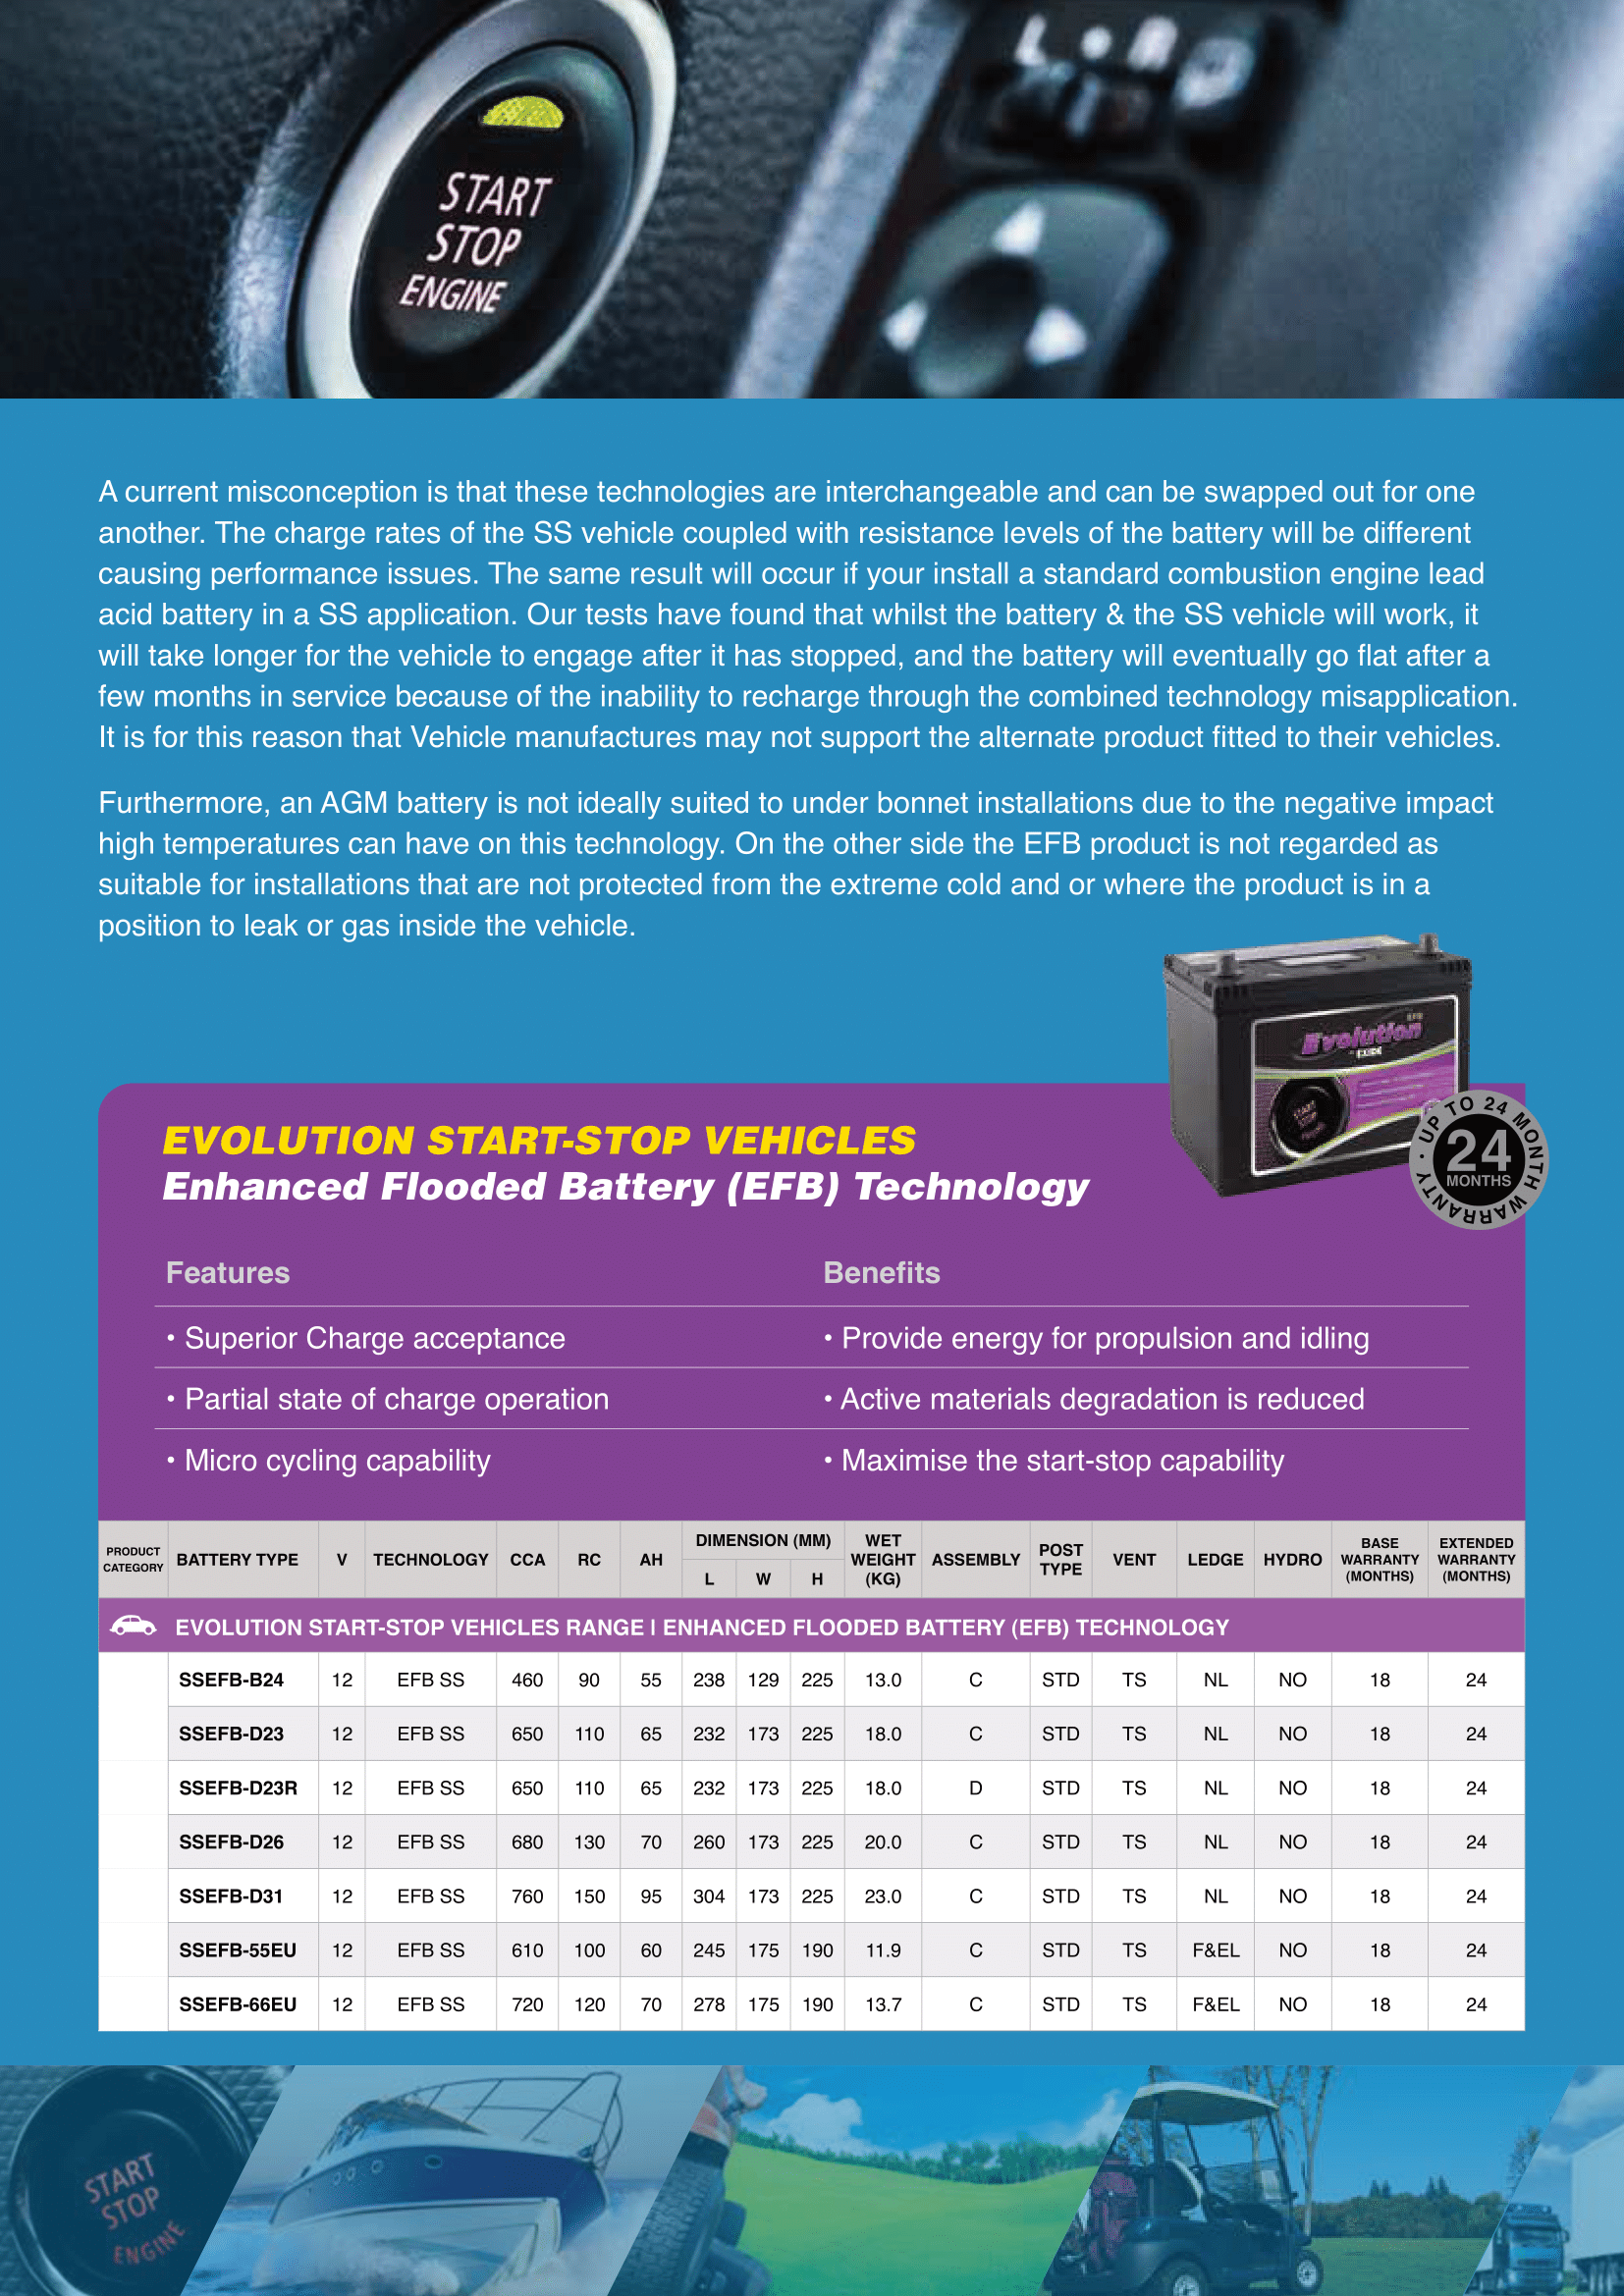 START
STOP
ENGINE
A current misconception is that these technologies are interchangeable and can be swapped out for one
another. The charge rates of the SS vehicle coupled with resistance levels of the battery will be different
causing performance issues. The same result will occur if your install a standard combustion engine lead
acid battery in a SS application. Our tests have found that whilst the battery & the SS vehicle will work, it
will take longer for the vehicle to engage after it has stopped, and the battery will eventually go flat after a
few months in service because of the inability to recharge through the combined technology misapplication.
It is for this reason that Vehicle manufactures may not support the alternate product fitted to their vehicles.
Furthermore, an AGM battery is not ideally suited to under bonnet installations due to the negative impact
high temperatures can have on this technology. On the other side the EFB product is not regarded as
suitable for installations that are not protected from the extreme cold and or where the product is in a
position to leak or gas inside the vehicle.
Evolution
EXIDE
UP TO 24 MONTH WARRANTY •
24
MONTHS
EVOLUTION START-STOP VEHICLES
Enhanced Flooded Battery (EFB) Technology
Features Benefits
• Superior Charge acceptance • Provide energy for propulsion and idling
• Partial state of charge operation • Active materials degradation is reduced
• Micro cycling capability • Maximise the start-stop capability
PRODUCT CATEGORY BATTERY TYPE V TECHNOLOGY CCA RC AH DIMENSION (MM) L W H WET WEIGHT (KG) ASSEMBLY POST TYPE VENT LEDGE HYDRO BASE WARRANTY (MONTHS) EXTENDED WARRANTY (MONTHS)
EVOLUTION START-STOP VEHICLES RANGE | ENHANCED FLOODED BATTERY (EFB) TECHNOLOGY
SSEFB-B24 12 EFB SS 460 90 55 238 129 225 13.0 C STD TS NL NO 18 24
SSEFB-D23 12 EFB SS 650 110 65 232 173 225 18.0 C STD TS NL NO 18 24
SSEFB-D23R 12 EFB SS 650 110 65 232 173 225 18.0 D STD TS NL NO 18 24
SSEFB-D26 12 EFB SS 680 130 70 260 173 225 20.0 C STD TS NL NO 18 24
SSEFB-D31 12 EFB SS 760 150 95 304 173 225 23.0 C STD TS NL NO 18 24
SSEFB-55EU 12 EFB SS 610 100 60 245 175 190 11.9 C STD TS F&EL NO 18 24
SSEFB-66EU 12 EFB SS 720 120 70 278 175 190 13.7 C STD TS F&EL NO 18 24
START
STOP
ENGINE